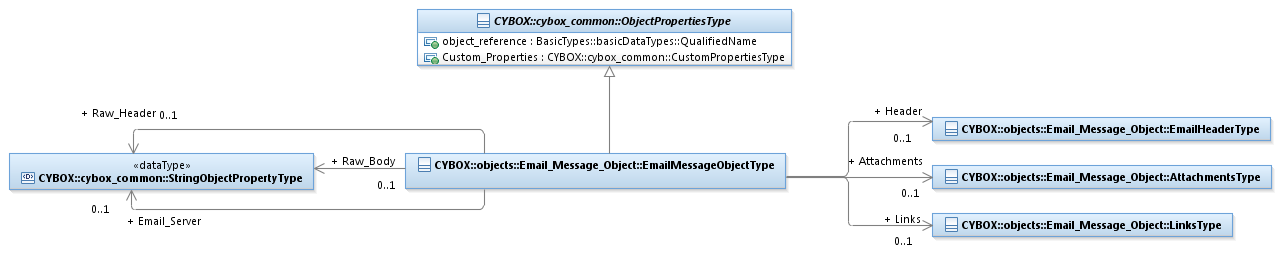 CYBOX::cybox_common::ObjectPropertiesType
object_reference : BasicTypes::basicDataTypes::QualifiedName
Custom_Properties : CYBOX::cybox_common::CustomPropertiesType
+ Raw_Header 0..1
«dataType»
CYBOX::cybox_common::StringObjectPropertyType
+ Raw_Body
0..1
0..1
+ Email_Server
CYBOX::objects::Email_Message_Object::EmailMessageObjectType
+ Header
0..1
CYBOX::objects::Email_Message_Object::EmailHeaderType
+ Attachments
0..1
CYBOX::objects::Email_Message_Object::AttachmentsType
+ Links
0..1
CYBOX::objects::Email_Message_Object::LinksType